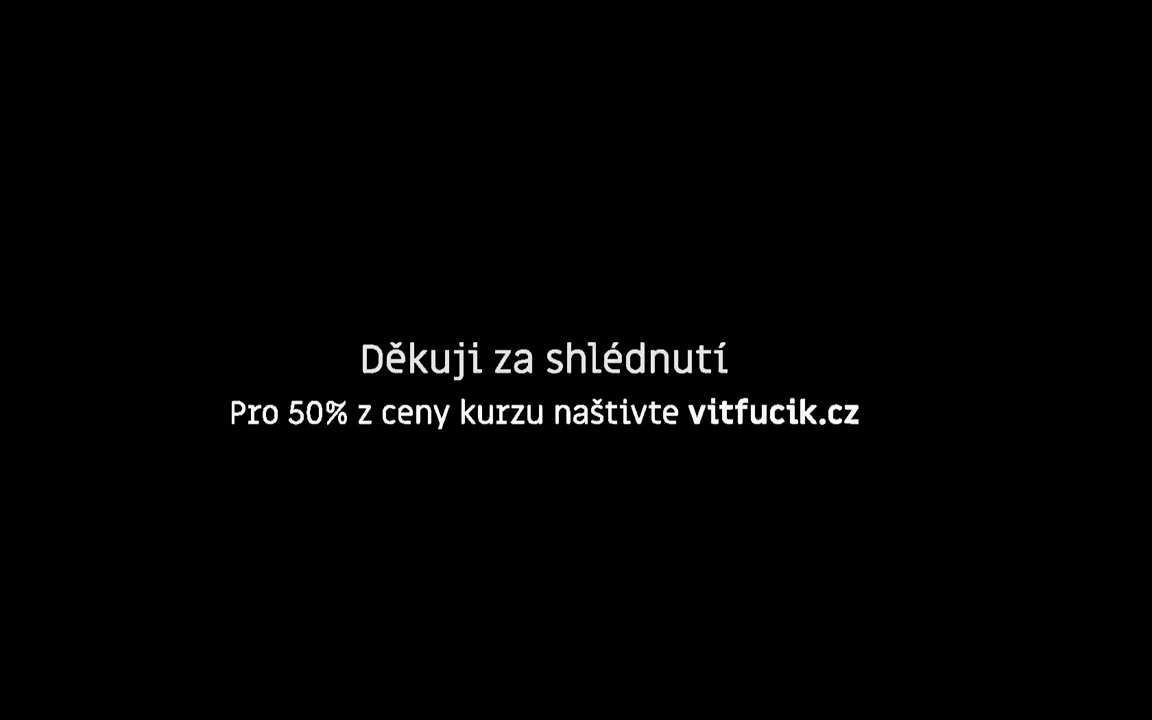 Děkuji za shlédnutí
Pro 50% z ceny kurzu naštivte vitfucik.cz